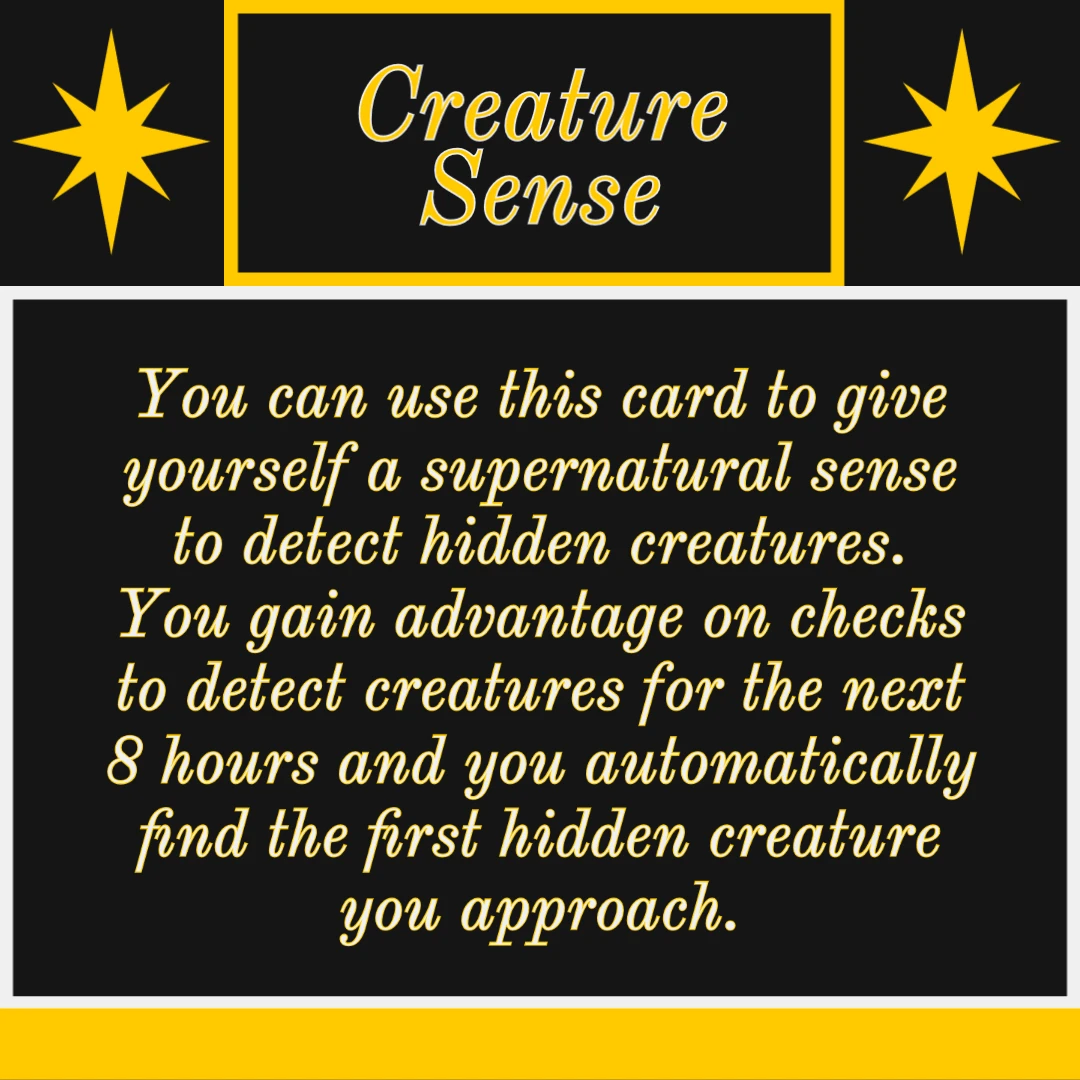 Creature
Sense
You can use this card to give
yourself a supernatural sense
to detect hidden creatures.
You gain advantage on checks
to detect creatures for the next
8 hours and you automatically
find the first hidden creature
you approach.